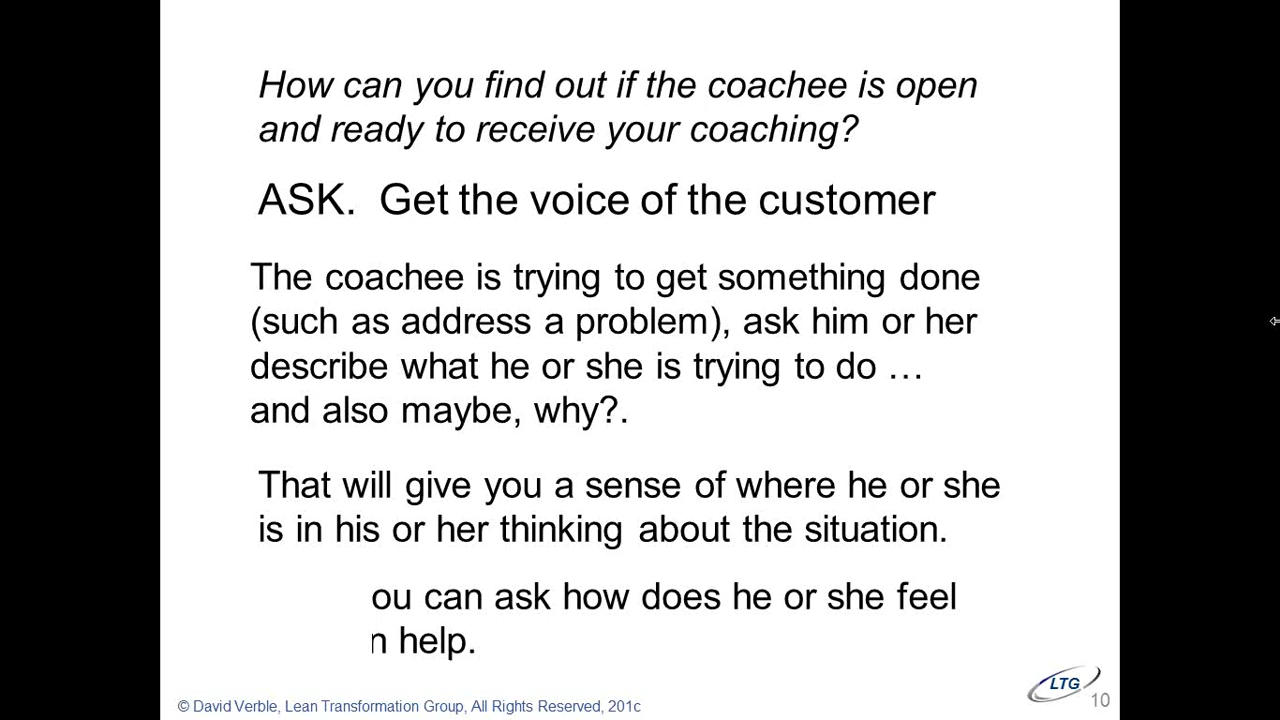 How can you find out if the coachee is open
and ready to receive your coaching?
ASK.  Get the voice of the customer
The coachee is trying to get something done
(such as address a problem), ask him or her
describe what he or she is trying to do …
and also maybe, why?.
That will give you a sense of where he or she
is in his or her thinking about the situation.
ou can ask how does he or she feel
n help.
LTG
© David Verble, Lean Transformation Group, All Rights Reserved, 201c
10